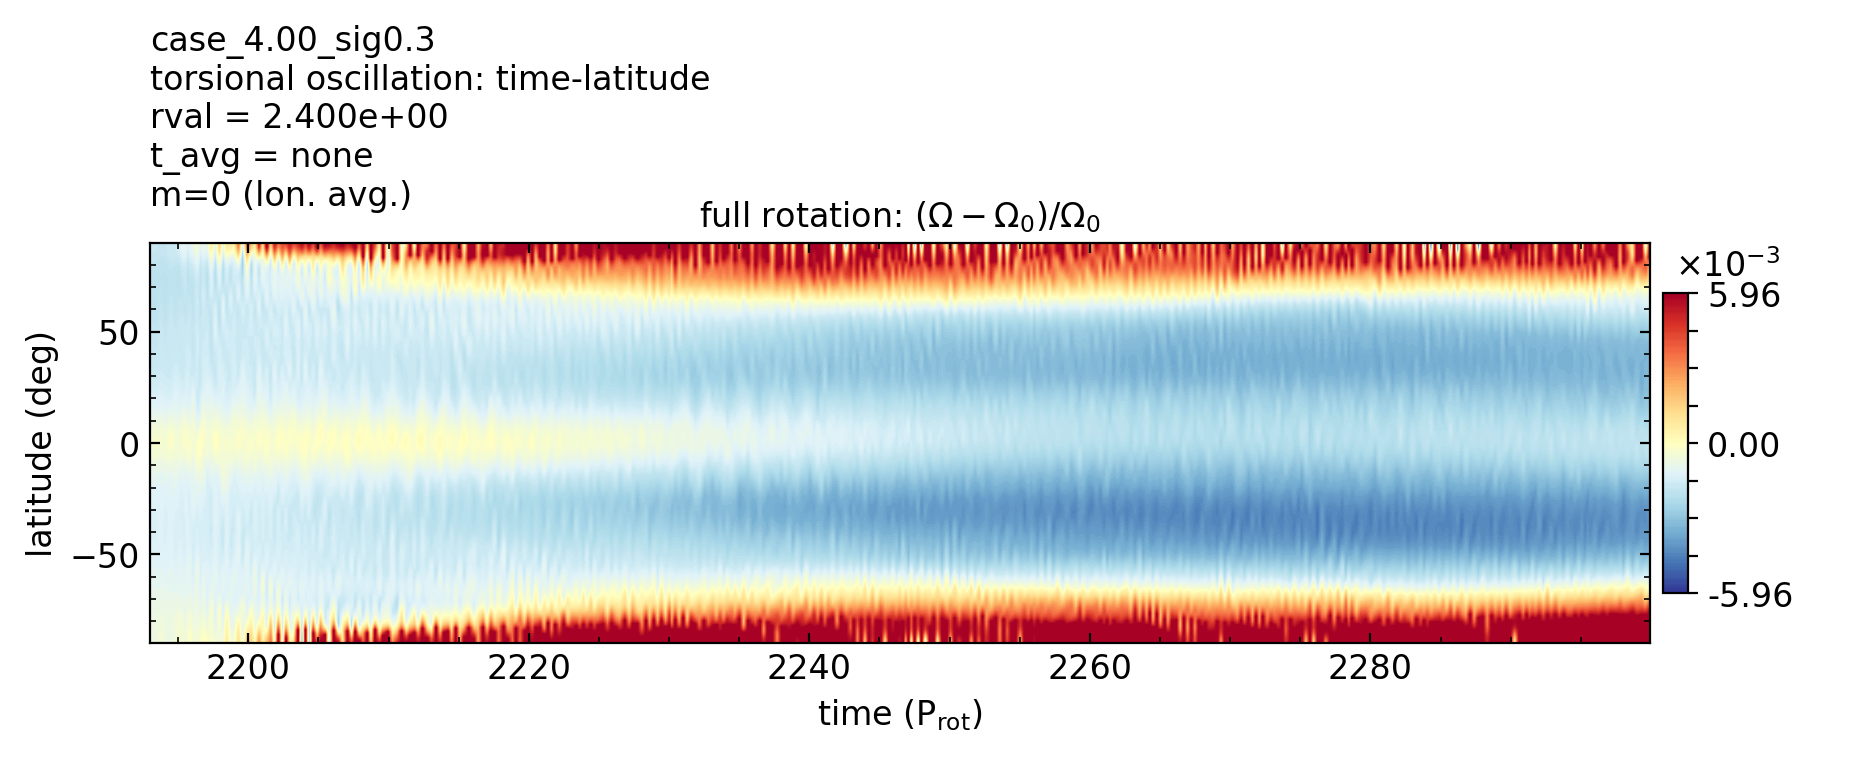 case_4.00_sig0.3
torsional oscillation: time-latitude
rval = 2.400e+00
t_avg = none
m=0 (lon. avg.)
full rotation: (Ω − Ω₀)/Ω₀
×10⁻³
5.96
0.00
-5.96
latitude (deg)
50
0
−50
2200 2220 2240 2260 2280
time (P_rot)